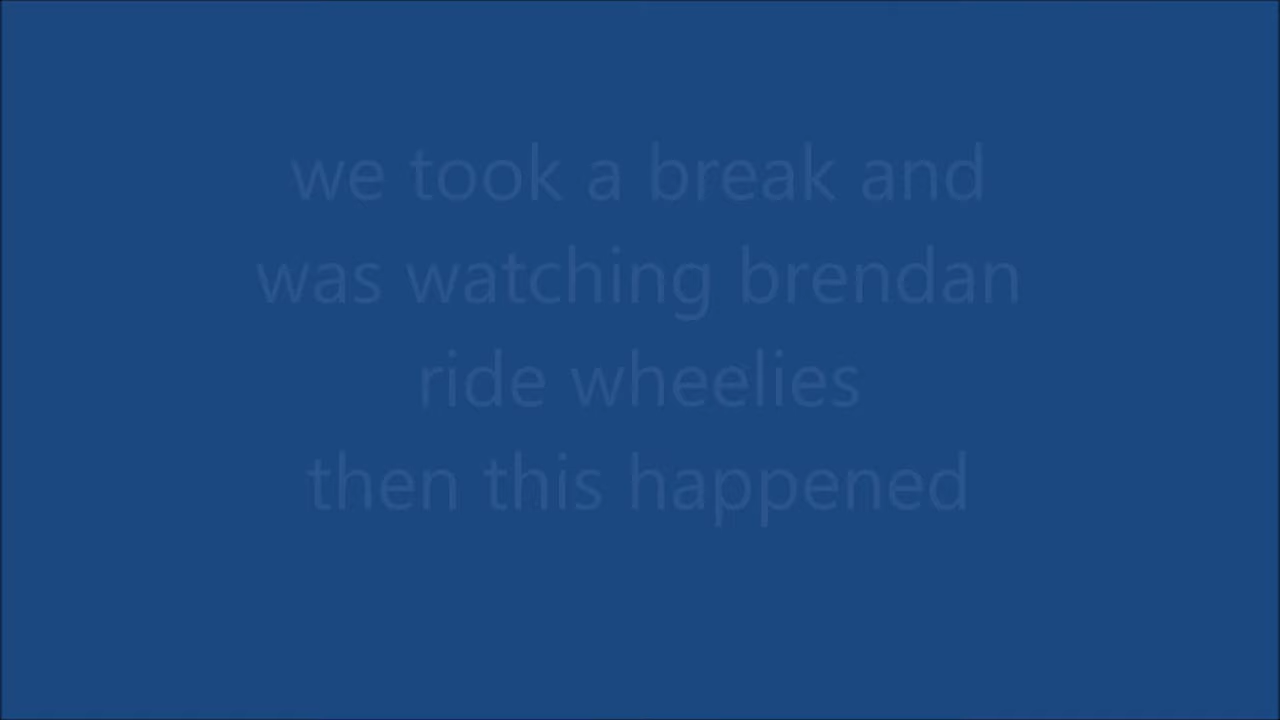 we took a break and
was watching brendan
ride wheelies
then this happened